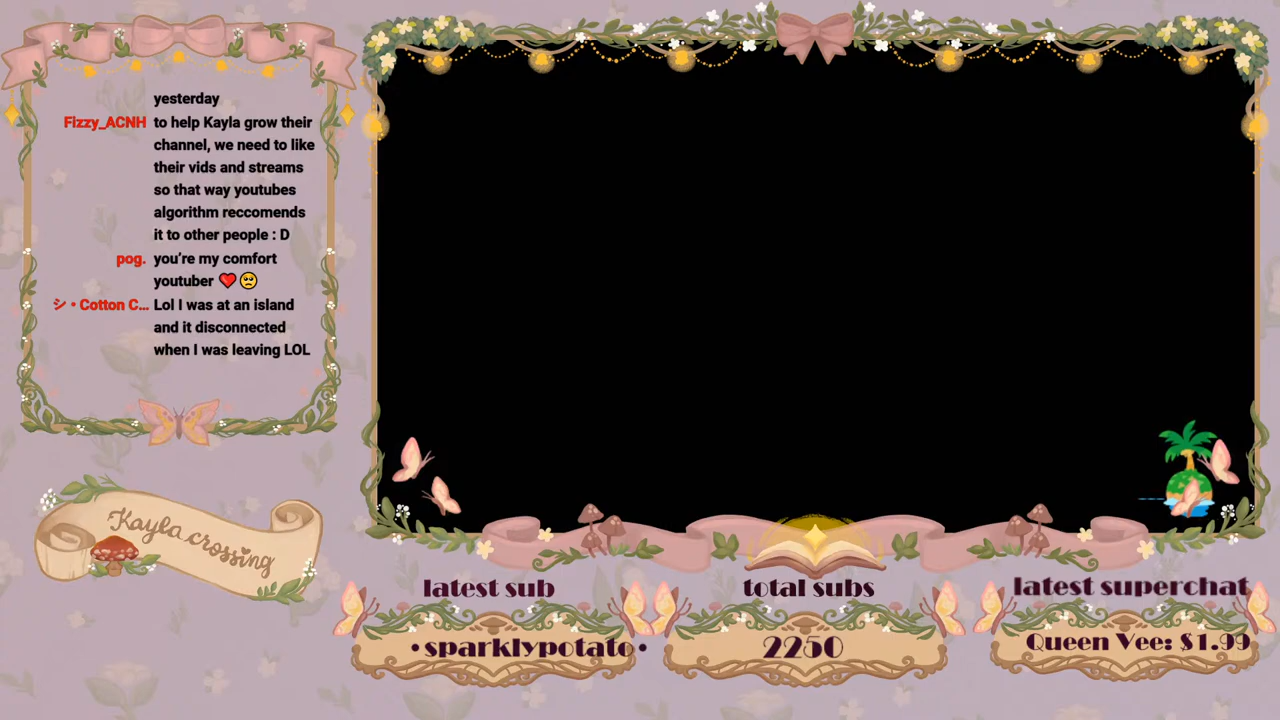 yesterday
Fizzy_ACNH to help Kayla grow their
channel, we need to like
their vids and streams
so that way youtubes
algorithm reccomends
it to other people : D
pog. you're my comfort
youtuber ❤️🥺
シ • Cotton C... Lol I was at an island
and it disconnected
when I was leaving LOL
Kayla crossing
latest sub
•sparklypotato•
total subs
2250
latest superchat
Queen Vee: $1.99